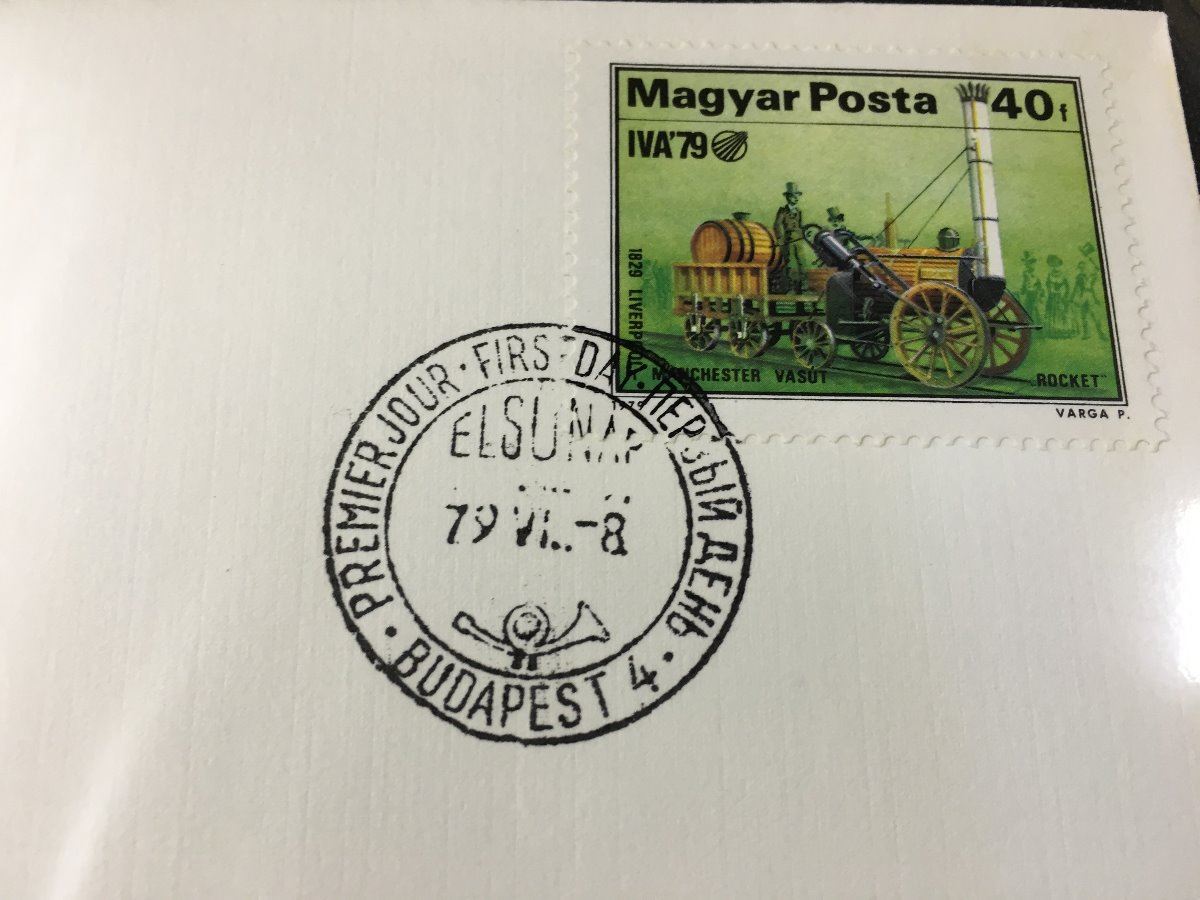 Magyar Posta 40f
IVA'79
1829 LIVERPOOL MANCHESTER VASÚT
„ROCKET"
1979
VARGA P.
PREMIER JOUR · FIRST DAY · ПЕРВЫЙ ДЕНЬ ·
ELSŐ NAP
79 -8
BUDAPEST 4 ·